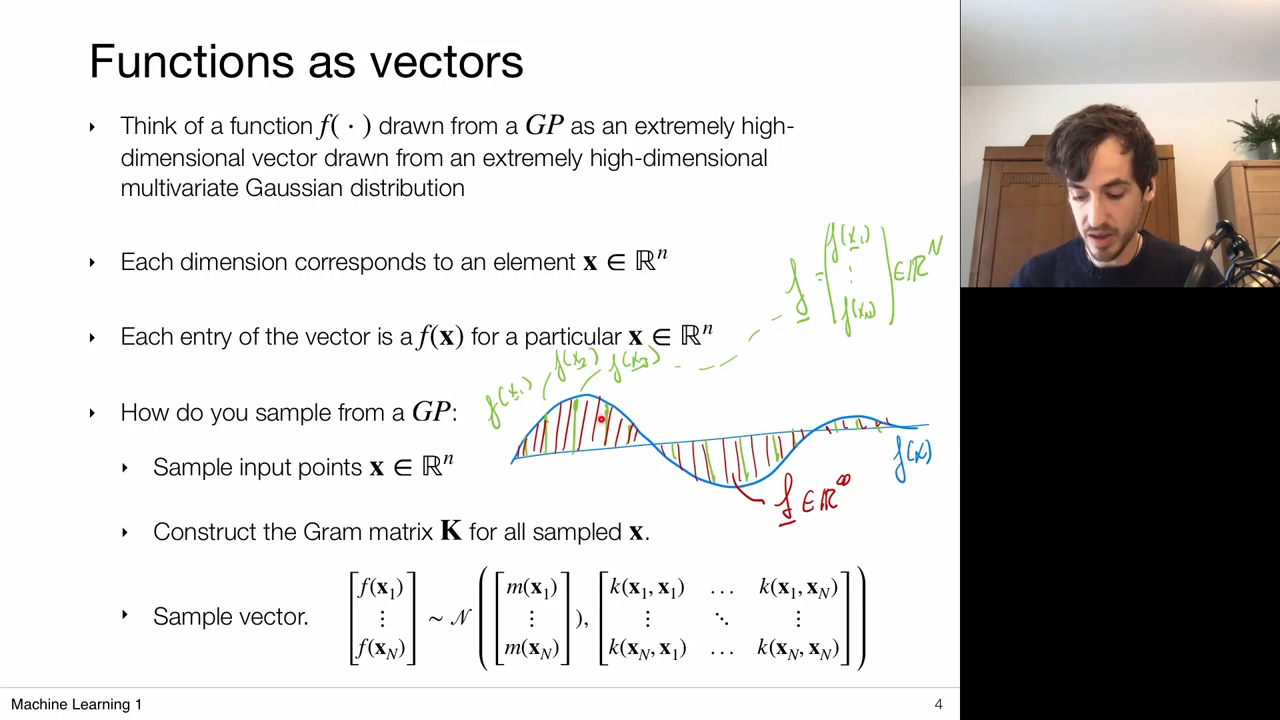 Functions as vectors
‣ Think of a function f( · ) drawn from a GP as an extremely high-
dimensional vector drawn from an extremely high-dimensional
multivariate Gaussian distribution
‣ Each dimension corresponds to an element x ∈ ℝⁿ
f = [f(x₁) ⋮ f(x_N)] ∈ ℝᴺ
‣ Each entry of the vector is a f(x) for a particular x ∈ ℝⁿ
f(x₁) f(x₂) f(x₃)
‣ How do you sample from a GP:
f(x)
‣ Sample input points x ∈ ℝⁿ
f ∈ ℝ^∞
‣ Construct the Gram matrix K for all sampled x.
‣ Sample vector. [f(x₁) ⋮ f(x_N)] ∼ 𝒩 ([m(x₁) ⋮ m(x_N)]), [k(x₁, x₁) … k(x₁, x_N) ⋮ ⋱ ⋮ k(x_N, x₁) … k(x_N, x_N)])
Machine Learning 1
4